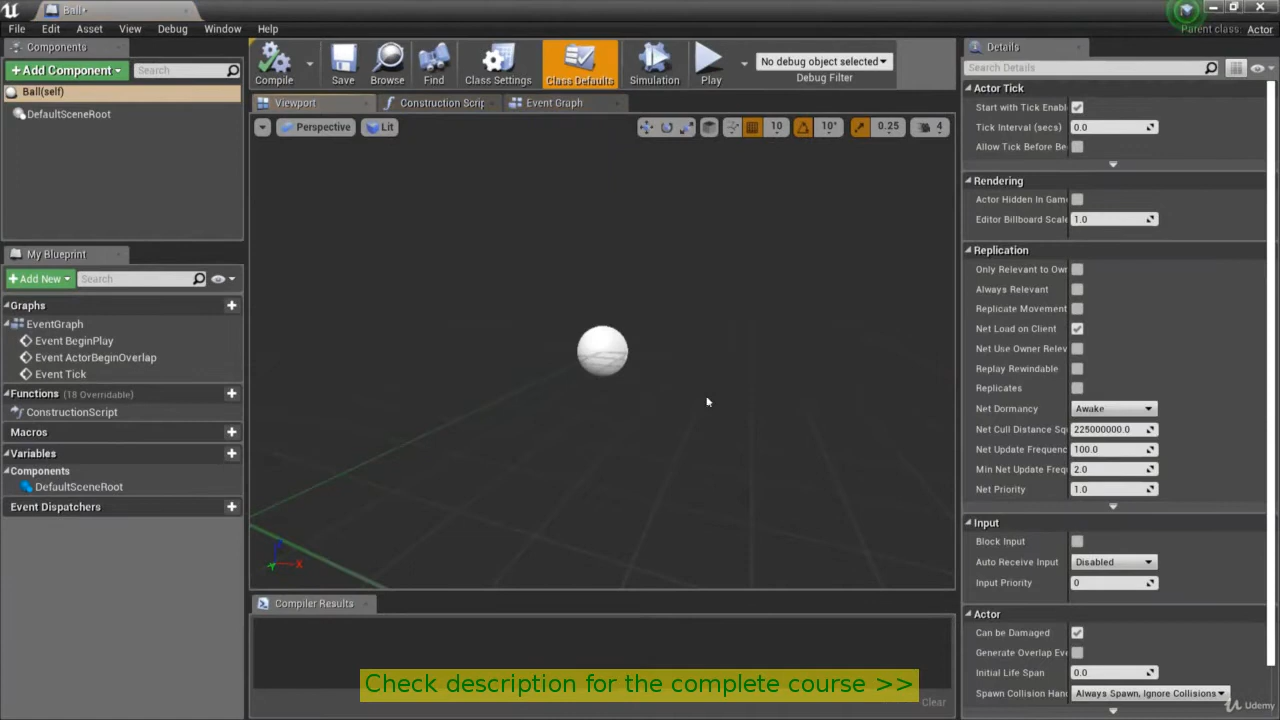 Ball*
File Edit Asset View Debug Window Help
Parent class: Actor
Components
+Add Component
Search
Ball(self)
DefaultSceneRoot
My Blueprint
+Add New
Search
Graphs
EventGraph
Event BeginPlay
Event ActorBeginOverlap
Event Tick
Functions (18 Overridable)
ConstructionScript
Macros
Variables
Components
DefaultSceneRoot
Event Dispatchers
Compile
Save
Browse
Find
Class Settings
Class Defaults
Simulation
Play
No debug object selected
Debug Filter
Viewport
Construction Scrip
Event Graph
Perspective
Lit
10
10°
0.25
4
X
Compiler Results
Clear
Check description for the complete course >>
Details
Search Details
Actor Tick
Start with Tick Enabl
Tick Interval (secs) 0.0
Allow Tick Before Be
Rendering
Actor Hidden In Gam
Editor Billboard Scale 1.0
Replication
Only Relevant to Own
Always Relevant
Replicate Movement
Net Load on Client
Net Use Owner Relev
Replay Rewindable
Replicates
Net Dormancy Awake
Net Cull Distance Squ 225000000.0
Net Update Frequenc 100.0
Min Net Update Freq 2.0
Net Priority 1.0
Input
Block Input
Auto Receive Input Disabled
Input Priority 0
Actor
Can be Damaged
Generate Overlap Eve
Initial Life Span 0.0
Spawn Collision Hand Always Spawn, Ignore Collisions
Udemy